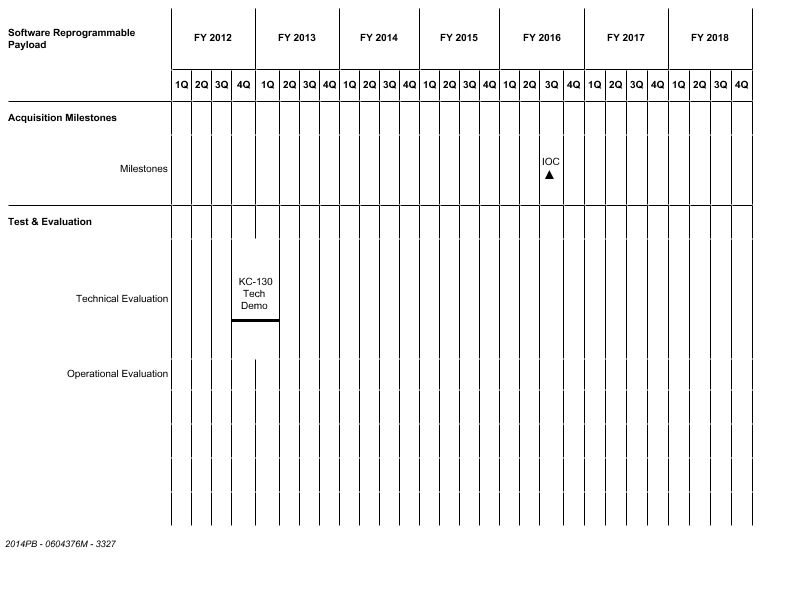 Software Reprogrammable
Payload
FY 2012 FY 2013 FY 2014 FY 2015 FY 2016 FY 2017 FY 2018
1Q 2Q 3Q 4Q 1Q 2Q 3Q 4Q 1Q 2Q 3Q 4Q 1Q 2Q 3Q 4Q 1Q 2Q 3Q 4Q 1Q 2Q 3Q 4Q 1Q 2Q 3Q 4Q
Acquisition Milestones
IOC
Milestones
Test & Evaluation
KC-130
Tech
Demo
Technical Evaluation
Operational Evaluation
2014PB - 0604376M - 3327